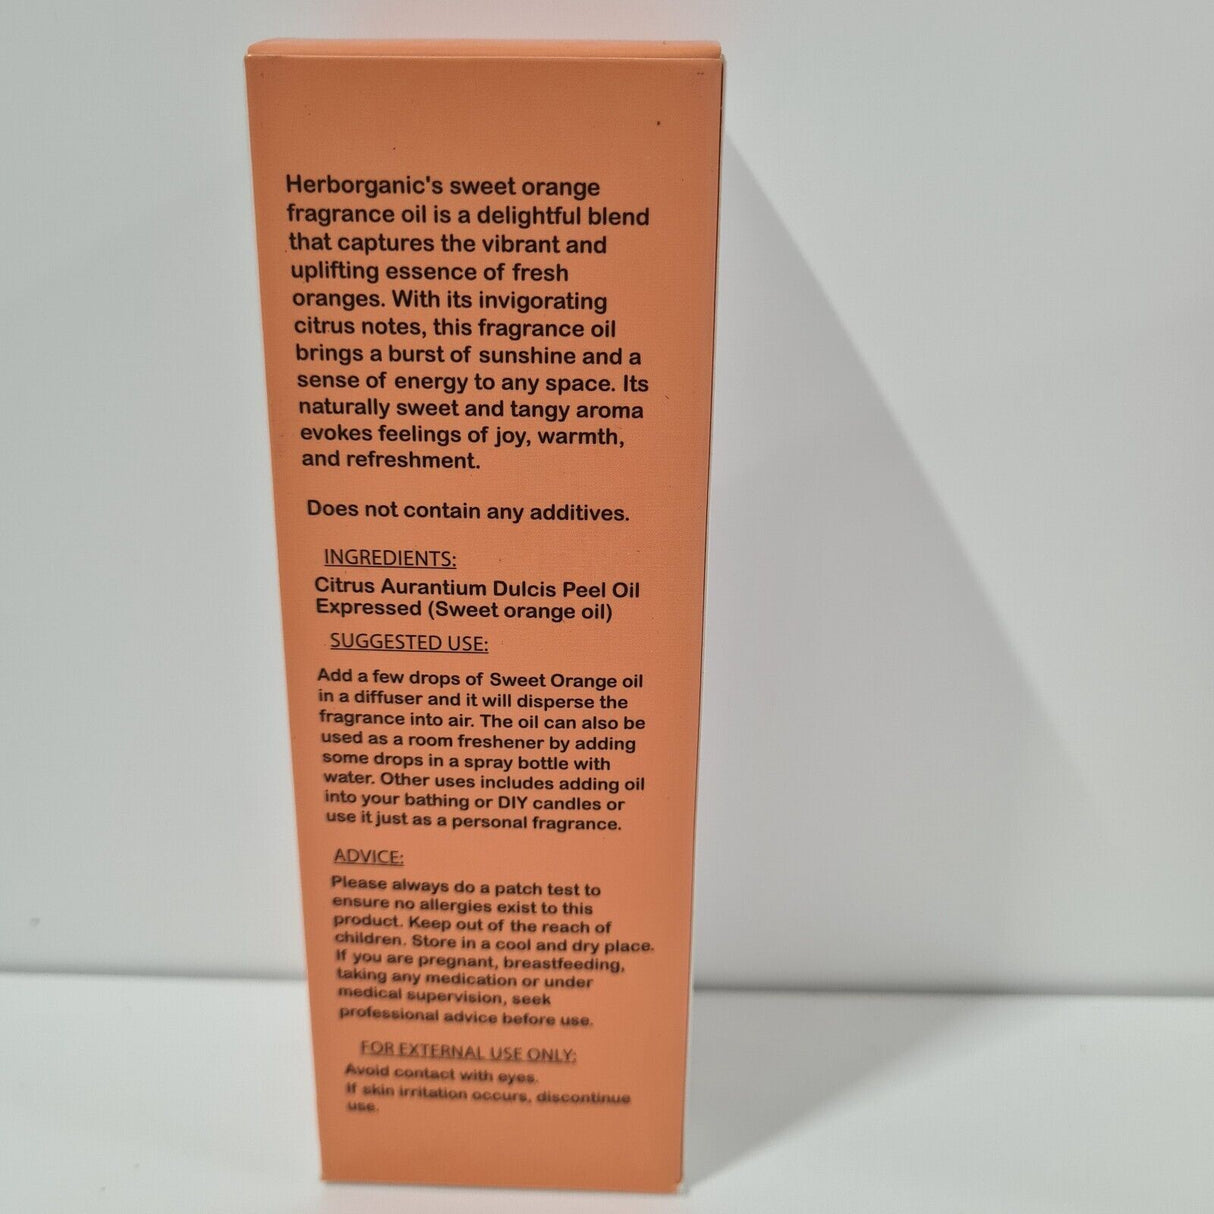 Herborganic's sweet orange
fragrance oil is a delightful blend
that captures the vibrant and
uplifting essence of fresh
oranges. With its invigorating
citrus notes, this fragrance oil
brings a burst of sunshine and a
sense of energy to any space. Its
naturally sweet and tangy aroma
evokes feelings of joy, warmth,
and refreshment.
Does not contain any additives.
INGREDIENTS:
Citrus Aurantium Dulcis Peel Oil
Expressed (Sweet orange oil)
SUGGESTED USE:
Add a few drops of Sweet Orange oil
in a diffuser and it will disperse the
fragrance into air. The oil can also be
used as a room freshener by adding
some drops in a spray bottle with
water. Other uses includes adding oil
into your bathing or DIY candles or
use it just as a personal fragrance.
ADVICE:
Please always do a patch test to
ensure no allergies exist to this
product. Keep out of the reach of
children. Store in a cool and dry place.
If you are pregnant, breastfeeding,
taking any medication or under
medical supervision, seek
professional advice before use.
FOR EXTERNAL USE ONLY:
Avoid contact with eyes.
If skin irritation occurs, discontinue
use.